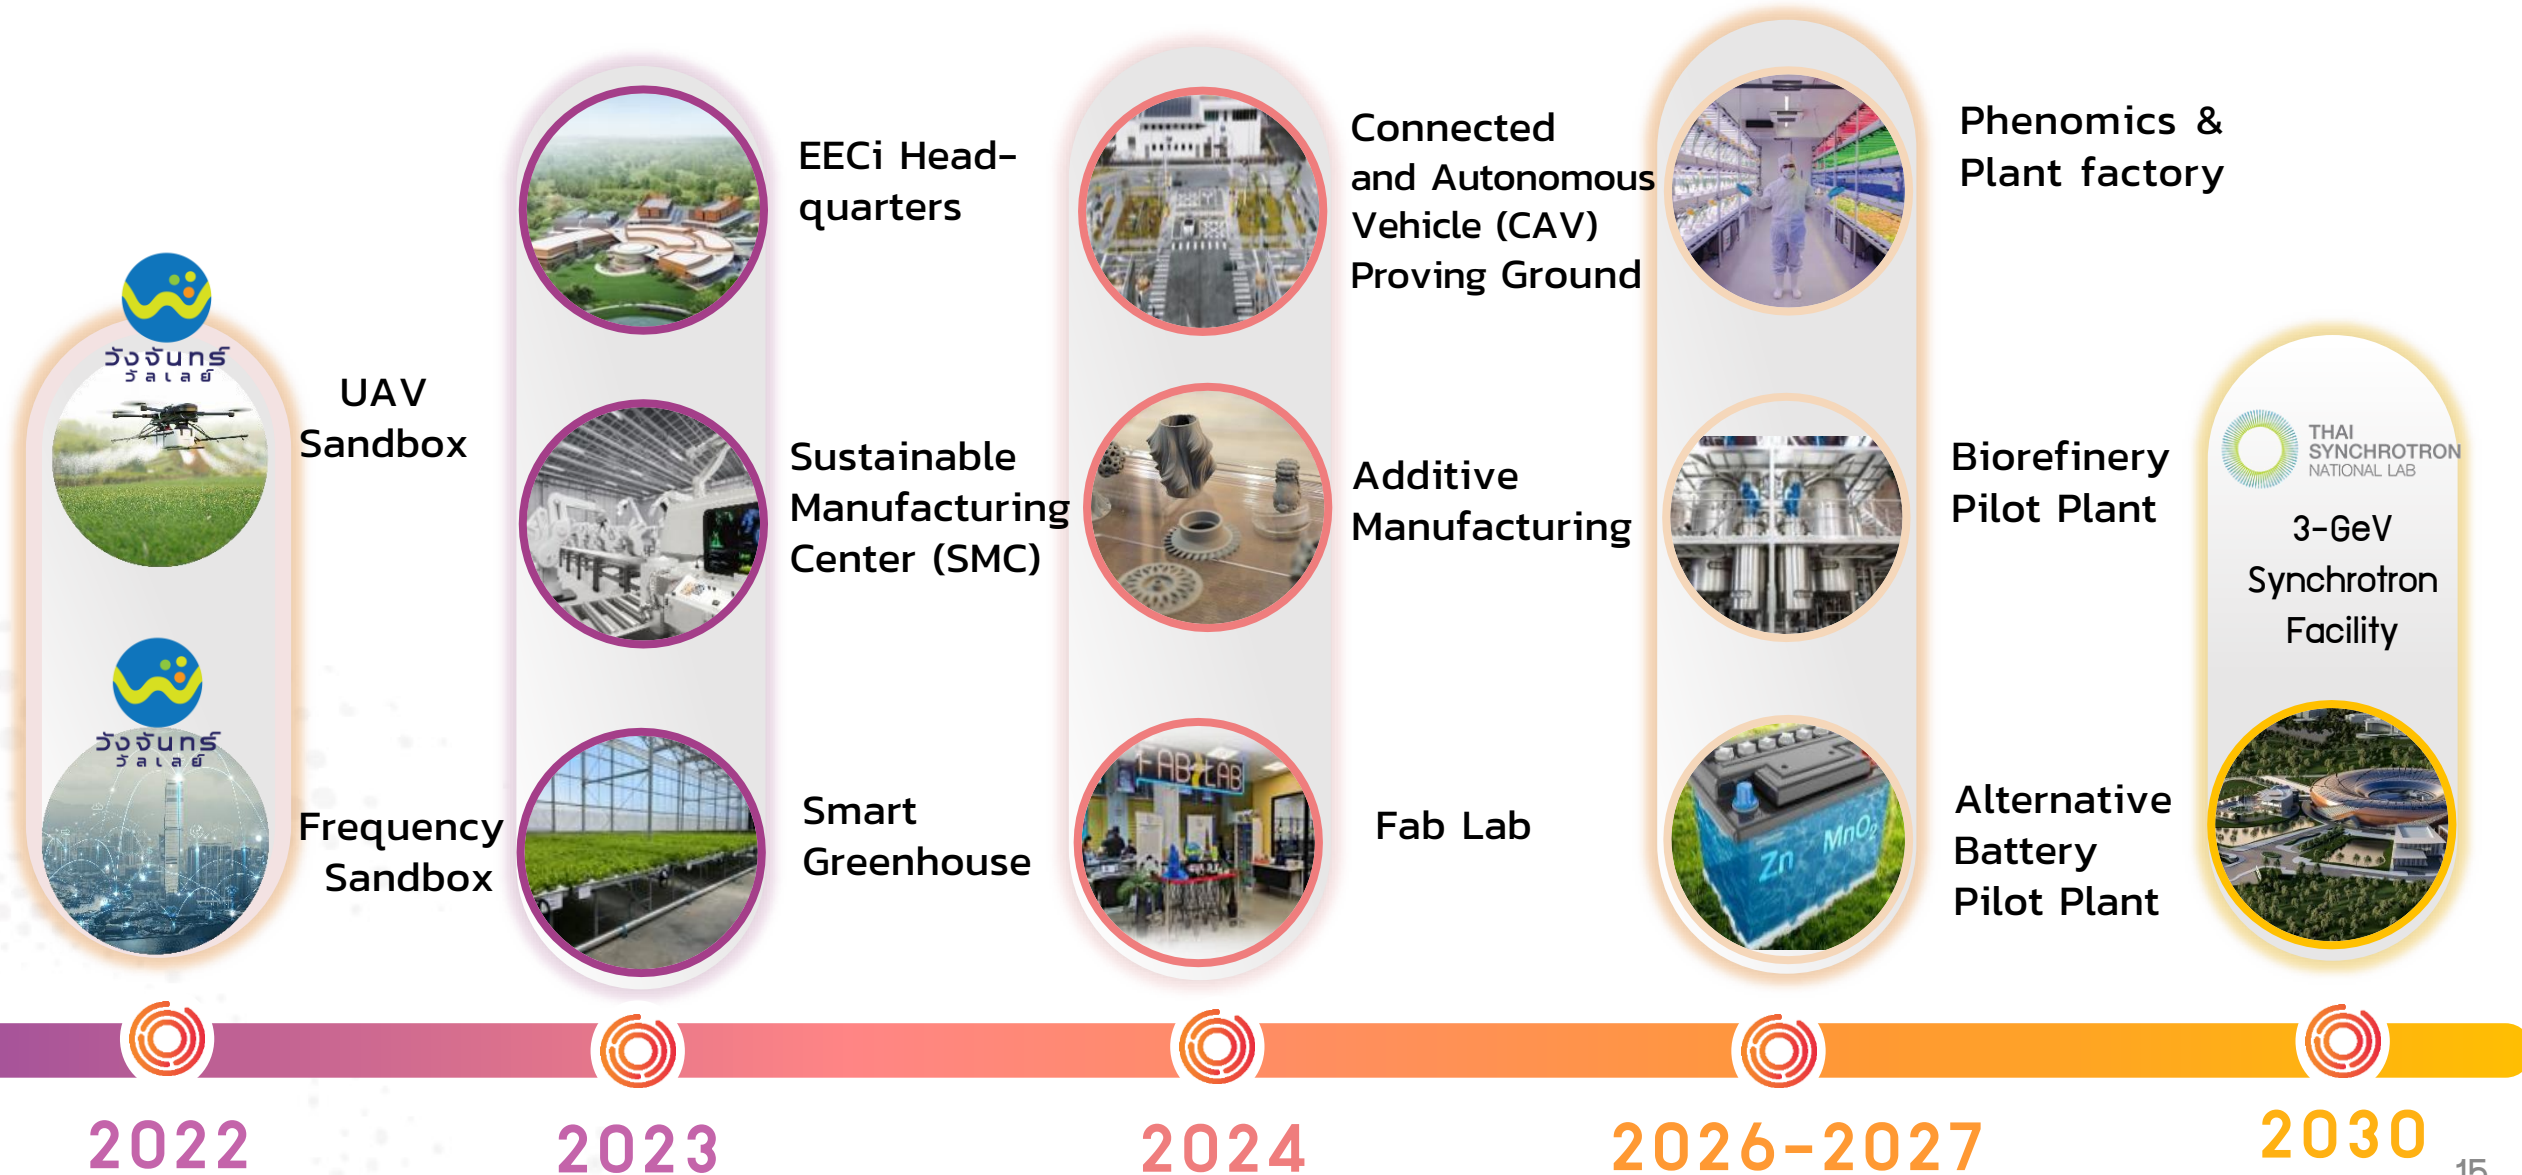 วังจันทร์
วัลเลย์
UAV
Sandbox
วังจันทร์
วัลเลย์
Frequency
Sandbox
EECi Head-
quarters
Sustainable
Manufacturing
Center (SMC)
Smart
Greenhouse
Connected
and Autonomous
Vehicle (CAV)
Proving Ground
Additive
Manufacturing
FAB LAB
Fab Lab
Phenomics &
Plant factory
Biorefinery
Pilot Plant
Zn MnO₂
Alternative
Battery
Pilot Plant
THAI
SYNCHROTRON
NATIONAL LAB
3-GeV
Synchrotron
Facility
2022
2023
2024
2026-2027
2030
15